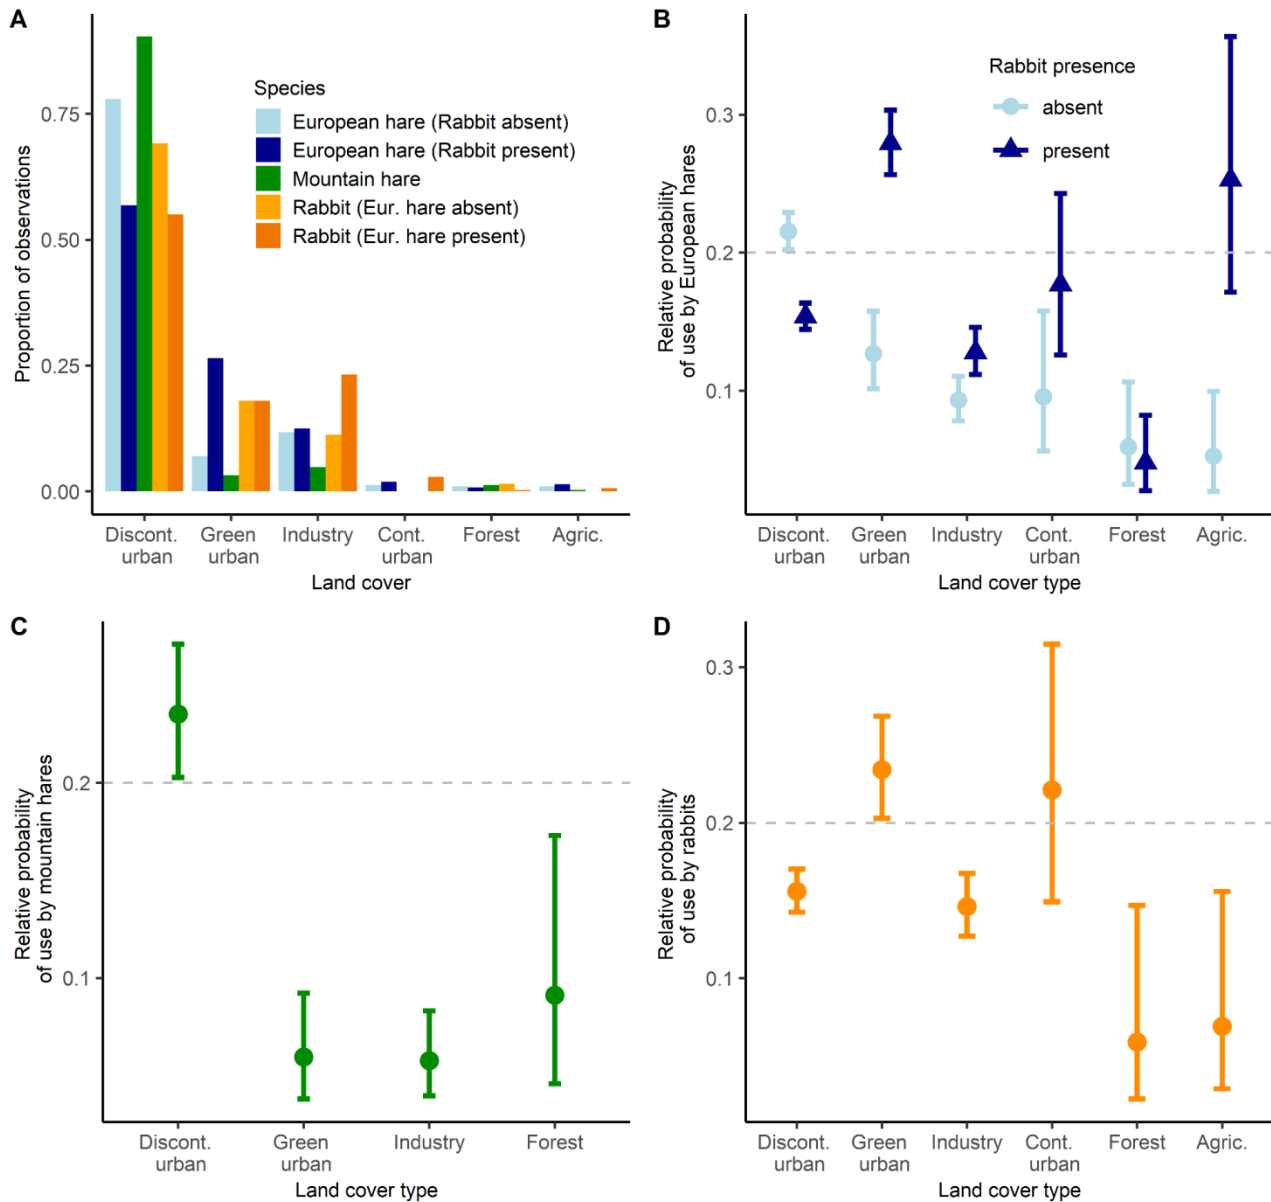 A
Proportion of observations
0.75
0.50
0.25
0.00
Species
European hare (Rabbit absent)
European hare (Rabbit present)
Mountain hare
Rabbit (Eur. hare absent)
Rabbit (Eur. hare present)
Discont.
urban
Green
urban
Industry
Cont.
urban
Forest
Agric.
Land cover
B
Relative probability
of use by European hares
0.3
0.2
0.1
Rabbit presence
absent
present
Discont.
urban
Green
urban
Industry
Cont.
urban
Forest
Agric.
Land cover type
C
Relative probability
of use by mountain hares
0.2
0.1
Discont.
urban
Green
urban
Industry
Forest
Land cover type
D
Relative probability
of use by rabbits
0.3
0.2
0.1
Discont.
urban
Green
urban
Industry
Cont.
urban
Forest
Agric.
Land cover type